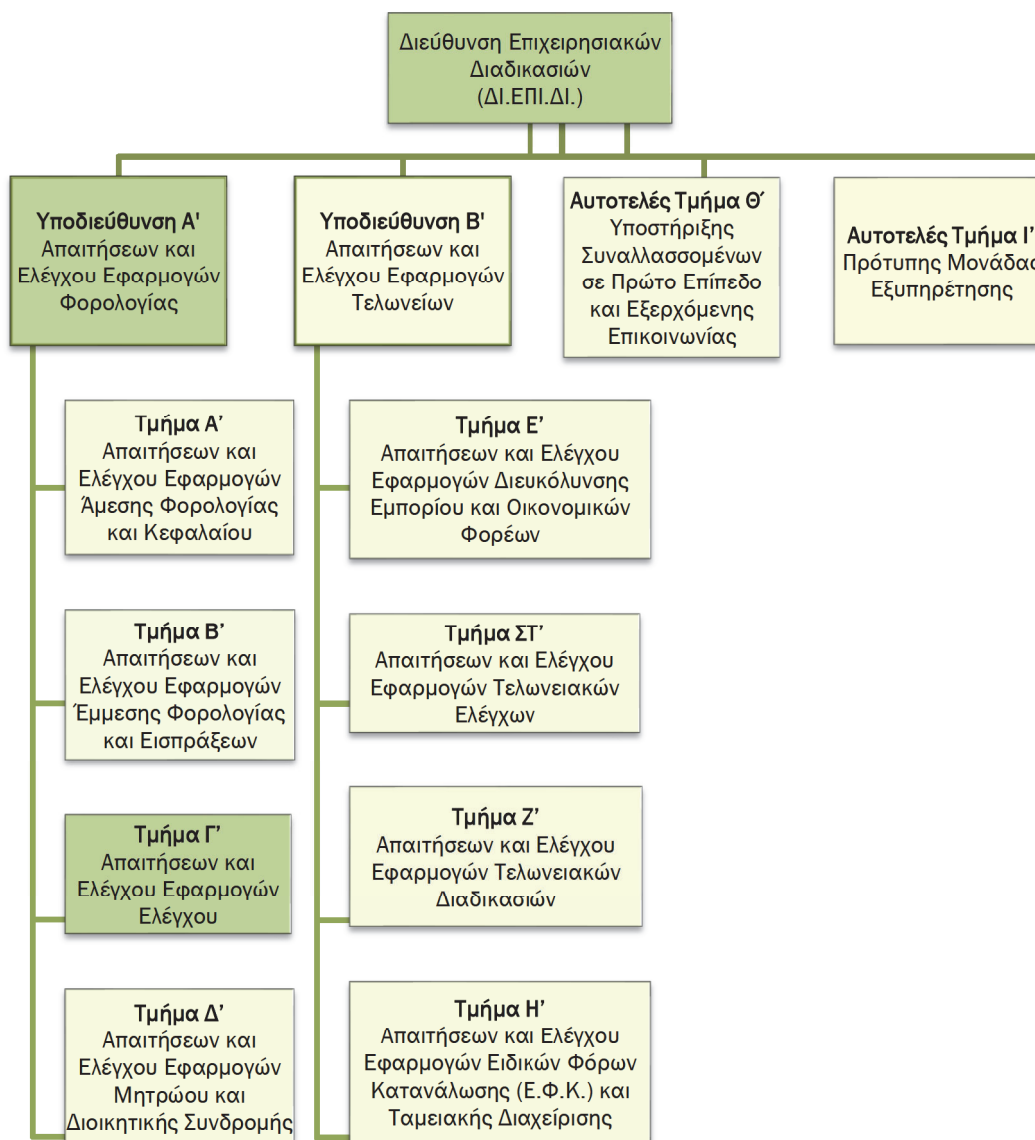 Διεύθυνση Επιχειρησιακών
Διαδικασιών
(ΔΙ.ΕΠΙ.ΔΙ.)
Υποδιεύθυνση Α'
Απαιτήσεων και
Ελέγχου Εφαρμογών
Φορολογίας
Υποδιεύθυνση Β'
Απαιτήσεων και
Ελέγχου Εφαρμογών
Τελωνείων
Αυτοτελές Τμήμα Θ′
Υποστήριξης
Συναλλασσομένων
σε Πρώτο Επίπεδο
και Εξερχόμενης
Επικοινωνίας
Αυτοτελές Τμήμα Ι’
Πρότυπης Μονάδας
Εξυπηρέτησης
Τμήμα Α’
Απαιτήσεων και
Ελέγχου Εφαρμογών
Άμεσης Φορολογίας
και Κεφαλαίου
Τμήμα Β’
Απαιτήσεων και
Ελέγχου Εφαρμογών
Έμμεσης Φορολογίας
και Εισπράξεων
Τμήμα Γ’
Απαιτήσεων και
Ελέγχου Εφαρμογών
Ελέγχου
Τμήμα Δ’
Απαιτήσεων και
Ελέγχου Εφαρμογών
Μητρώου και
Διοικητικής Συνδρομής
Τμήμα Ε’
Απαιτήσεων και Ελέγχου
Εφαρμογών Διευκόλυνσης
Εμπορίου και Οικονομικών
Φορέων
Τμήμα ΣΤ’
Απαιτήσεων και Ελέγχου
Εφαρμογών Τελωνειακών
Ελέγχων
Τμήμα Ζ’
Απαιτήσεων και Ελέγχου
Εφαρμογών Τελωνειακών
Διαδικασιών
Τμήμα Η’
Απαιτήσεων και Ελέγχου
Εφαρμογών Ειδικών Φόρων
Κατανάλωσης (Ε.Φ.Κ.) και
Ταμειακής Διαχείρισης